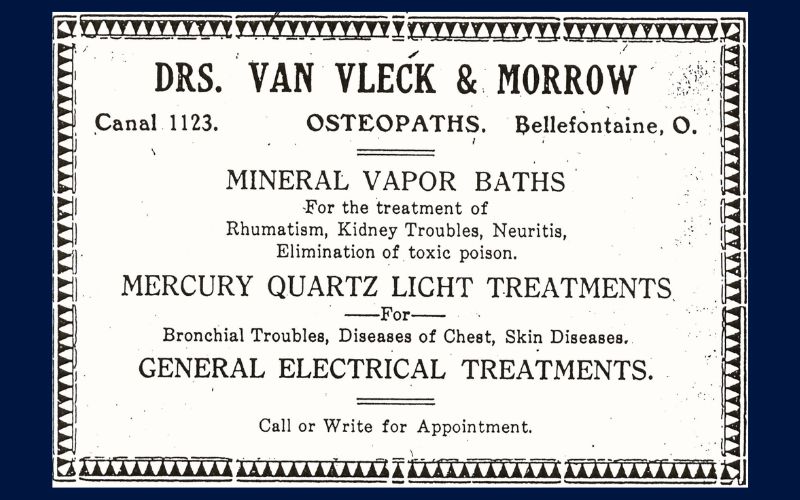 DRS. VAN VLECK & MORROW
Canal 1123. OSTEOPATHS. Bellefontaine, O.
MINERAL VAPOR BATHS
For the treatment of
Rhumatism, Kidney Troubles, Neuritis,
Elimination of toxic poison.
MERCURY QUARTZ LIGHT TREATMENTS
For
Bronchial Troubles, Diseases of Chest, Skin Diseases.
GENERAL ELECTRICAL TREATMENTS.
Call or Write for Appointment.